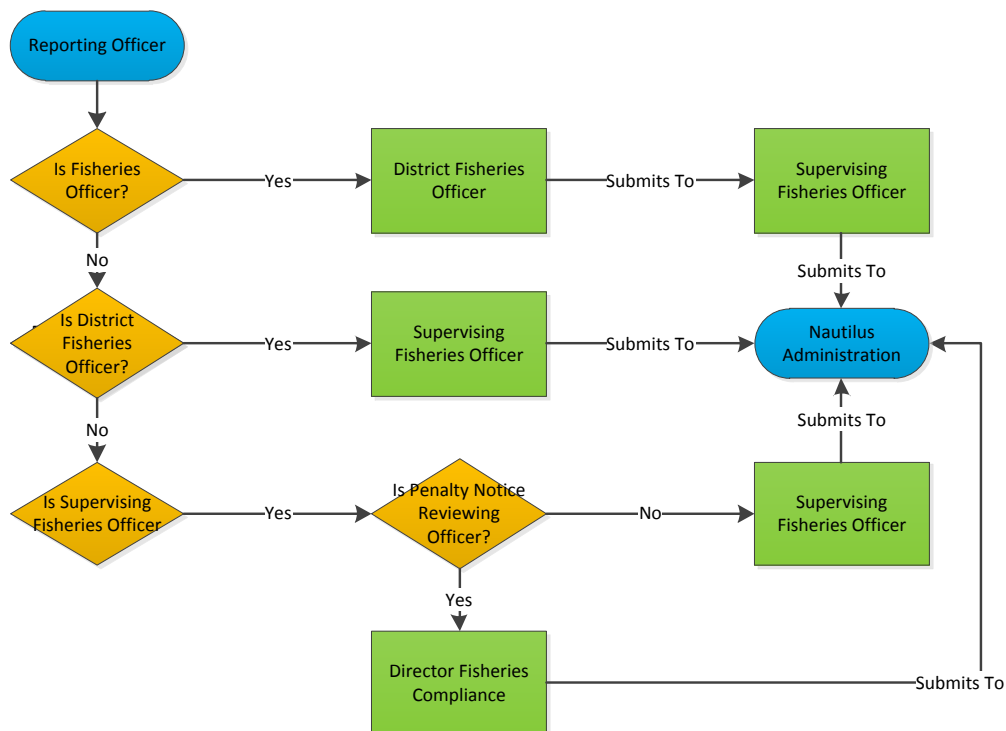 Reporting Officer
Is Fisheries
Officer?
Yes
District Fisheries
Officer
Submits To
Supervising
Fisheries Officer
No
Submits To
Is District
Fisheries
Officer?
Yes
Supervising
Fisheries Officer
Submits To
Nautilus
Administration
No
Submits To
Is Supervising
Fisheries Officer
Yes
Is Penalty Notice
Reviewing
Officer?
No
Supervising
Fisheries Officer
Yes
Director Fisheries
Compliance
Submits To